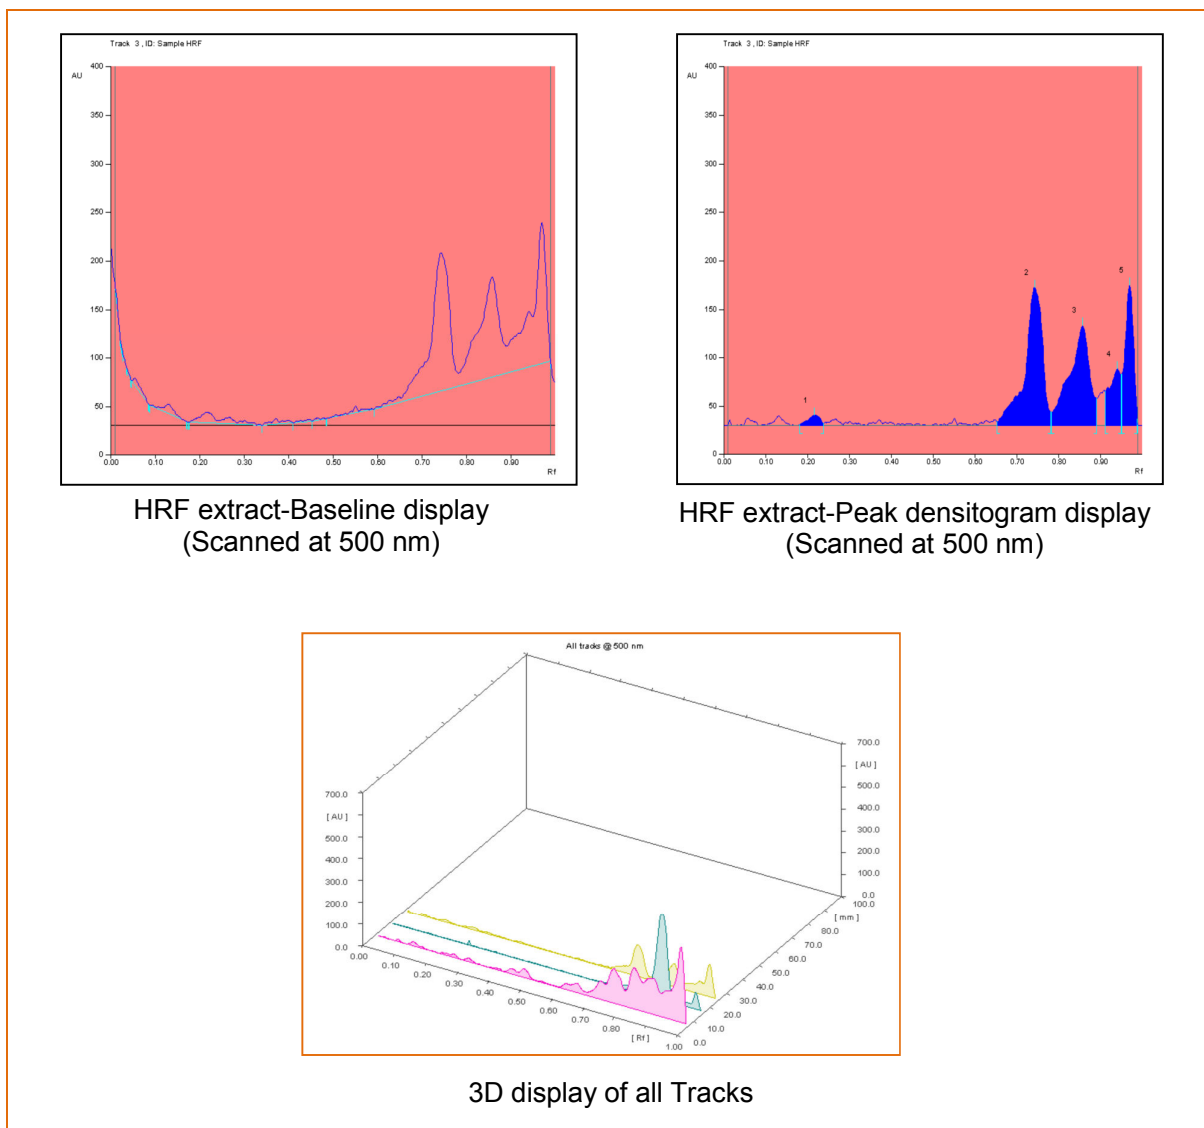 Track 3 , ID: Sample HRF
AU
400
350
300
250
200
150
100
50
0
0.00 0.10 0.20 0.30 0.40 0.50 0.60 0.70 0.80 0.90
Rf
HRF extract-Baseline display
(Scanned at 500 nm)
Track 3 , ID: Sample HRF
AU
400
350
300
250
200
150
100
50
0
1
2
3
4
5
0.00 0.10 0.20 0.30 0.40 0.50 0.60 0.70 0.80 0.90
Rf
HRF extract-Peak densitogram display
(Scanned at 500 nm)
All tracks @ 500 nm
700.0
[ AU ]
500.0
400.0
300.0
200.0
100.0
0.0
700.0
[ AU ]
500.0
400.0
300.0
200.0
100.0
0.0
100.0
[ mm ]
80.0
70.0
60.0
50.0
40.0
30.0
20.0
10.0
0.0
0.00 0.10 0.20 0.30 0.40 0.50 0.60 0.70 0.80 [ Rf ] 1.00
3D display of all Tracks